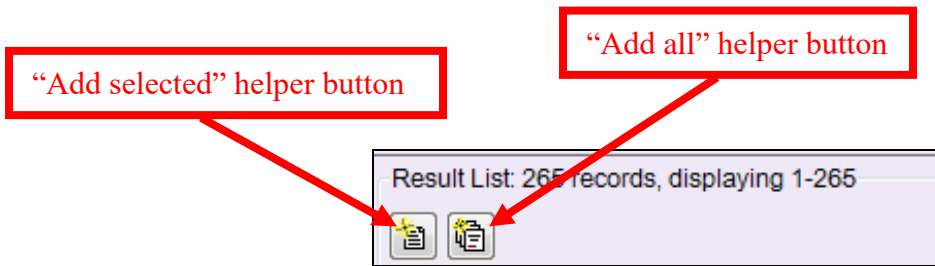 “Add all” helper button
“Add selected” helper button
Result List: 265 records, displaying 1-265